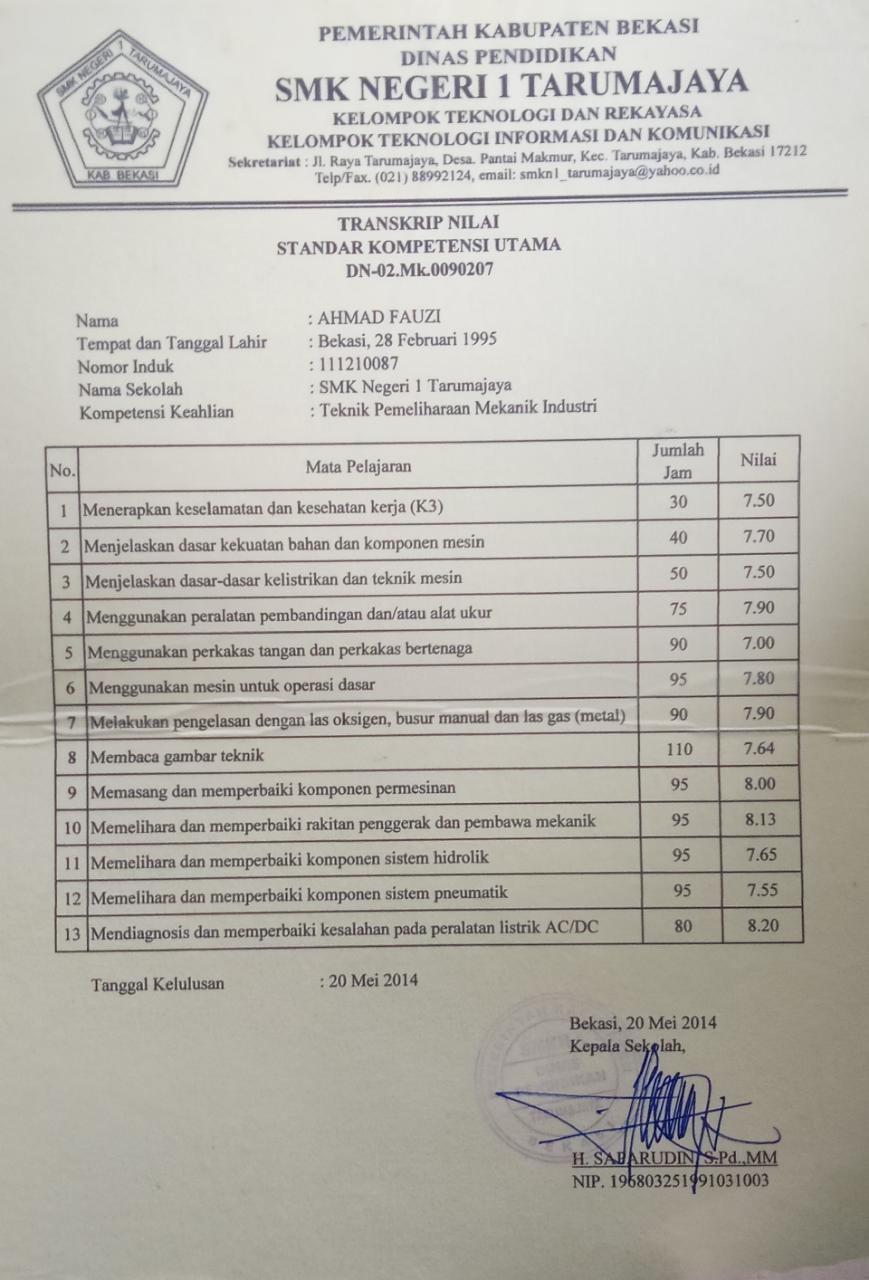 SMK NEGERI 1 TARUMAJAYA
KAB. BEKASI
PEMERINTAH KABUPATEN BEKASI
DINAS PENDIDIKAN
SMK NEGERI 1 TARUMAJAYA
KELOMPOK TEKNOLOGI DAN REKAYASA
KELOMPOK TEKNOLOGI INFORMASI DAN KOMUNIKASI
Sekretariat : Jl. Raya Tarumajaya, Desa. Pantai Makmur, Kec. Tarumajaya, Kab. Bekasi 17212
Telp/Fax. (021) 88992124, email: smkn1_tarumajaya@yahoo.co.id
TRANSKRIP NILAI
STANDAR KOMPETENSI UTAMA
DN-02.Mk.0090207
Nama : AHMAD FAUZI
Tempat dan Tanggal Lahir : Bekasi, 28 Februari 1995
Nomor Induk : 111210087
Nama Sekolah : SMK Negeri 1 Tarumajaya
Kompetensi Keahlian : Teknik Pemeliharaan Mekanik Industri
No. Mata Pelajaran Jumlah Jam Nilai
1 Menerapkan keselamatan dan kesehatan kerja (K3) 30 7.50
2 Menjelaskan dasar kekuatan bahan dan komponen mesin 40 7.70
3 Menjelaskan dasar-dasar kelistrikan dan teknik mesin 50 7.50
4 Menggunakan peralatan pembandingan dan/atau alat ukur 75 7.90
5 Menggunakan perkakas tangan dan perkakas bertenaga 90 7.00
6 Menggunakan mesin untuk operasi dasar 95 7.80
7 Melakukan pengelasan dengan las oksigen, busur manual dan las gas (metal) 90 7.90
8 Membaca gambar teknik 110 7.64
9 Memasang dan memperbaiki komponen permesinan 95 8.00
10 Memelihara dan memperbaiki rakitan penggerak dan pembawa mekanik 95 8.13
11 Memelihara dan memperbaiki komponen sistem hidrolik 95 7.65
12 Memelihara dan memperbaiki komponen sistem pneumatik 95 7.55
13 Mendiagnosis dan memperbaiki kesalahan pada peralatan listrik AC/DC 80 8.20
Tanggal Kelulusan : 20 Mei 2014
Bekasi, 20 Mei 2014
Kepala Sekolah,
H. SABARUDIN, S.Pd.,MM
NIP. 196803251991031003